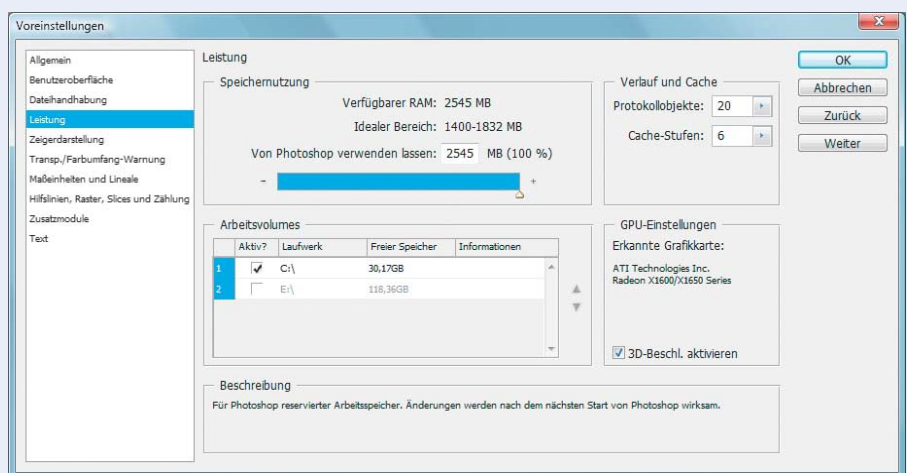 Voreinstellungen
Allgemein
Benutzeroberfläche
Dateihandhabung
Leistung
Zeigerdarstellung
Transp./Farbumfang-Warnung
Maßeinheiten und Lineale
Hilfslinien, Raster, Slices und Zählung
Zusatzmodule
Text
Leistung
Speichernutzung
Verfügbarer RAM: 2545 MB
Idealer Bereich: 1400-1832 MB
Von Photoshop verwenden lassen: 2545 MB (100 %)
- +
Verlauf und Cache
Protokollobjekte: 20
Cache-Stufen: 6
OK
Abbrechen
Zurück
Weiter
Arbeitsvolumes
Aktiv? Laufwerk Freier Speicher Informationen
1 C:\ 30,17GB
2 E:\ 118,36GB
GPU-Einstellungen
Erkannte Grafikkarte:
ATI Technologies Inc.
Radeon X1600/X1650 Series
3D-Beschl. aktivieren
Beschreibung
Für Photoshop reservierter Arbeitsspeicher. Änderungen werden nach dem nächsten Start von Photoshop wirksam.